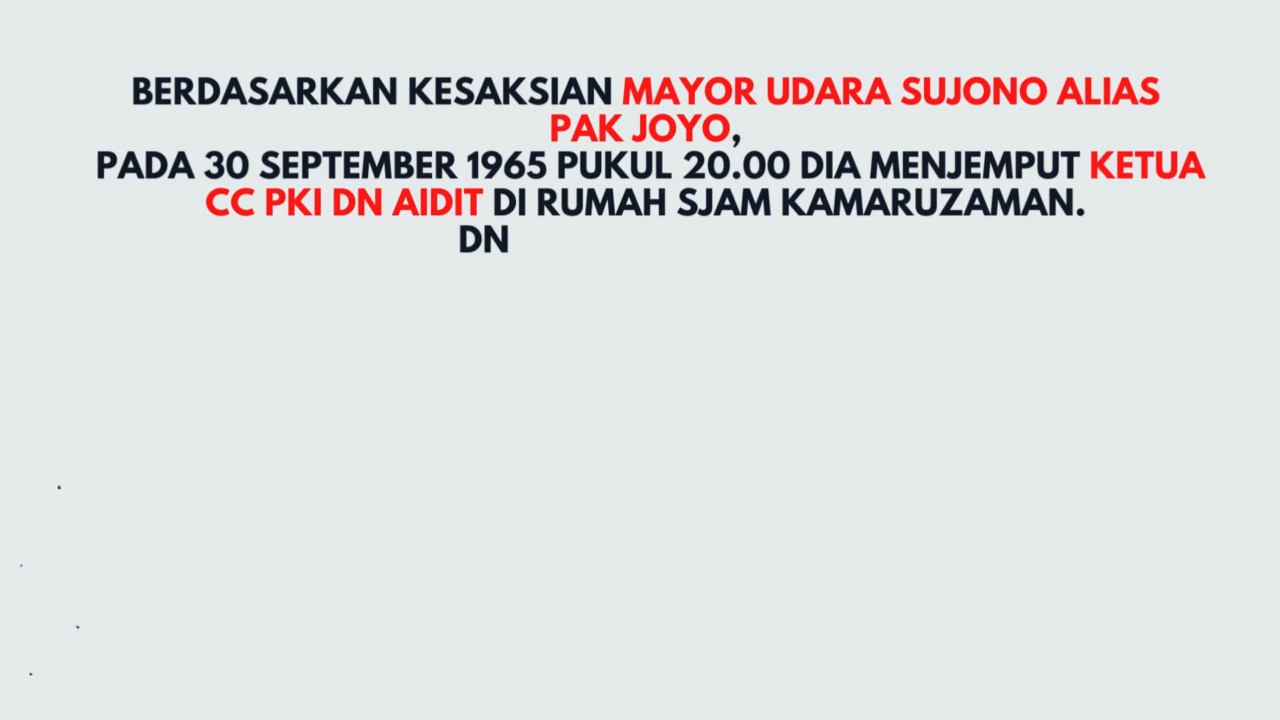 BERDASARKAN KESAKSIAN MAYOR UDARA SUJONO ALIAS
PAK JOYO,
PADA 30 SEPTEMBER 1965 PUKUL 20.00 DIA MENJEMPUT KETUA
CC PKI DN AIDIT DI RUMAH SJAM KAMARUZAMAN.
DN